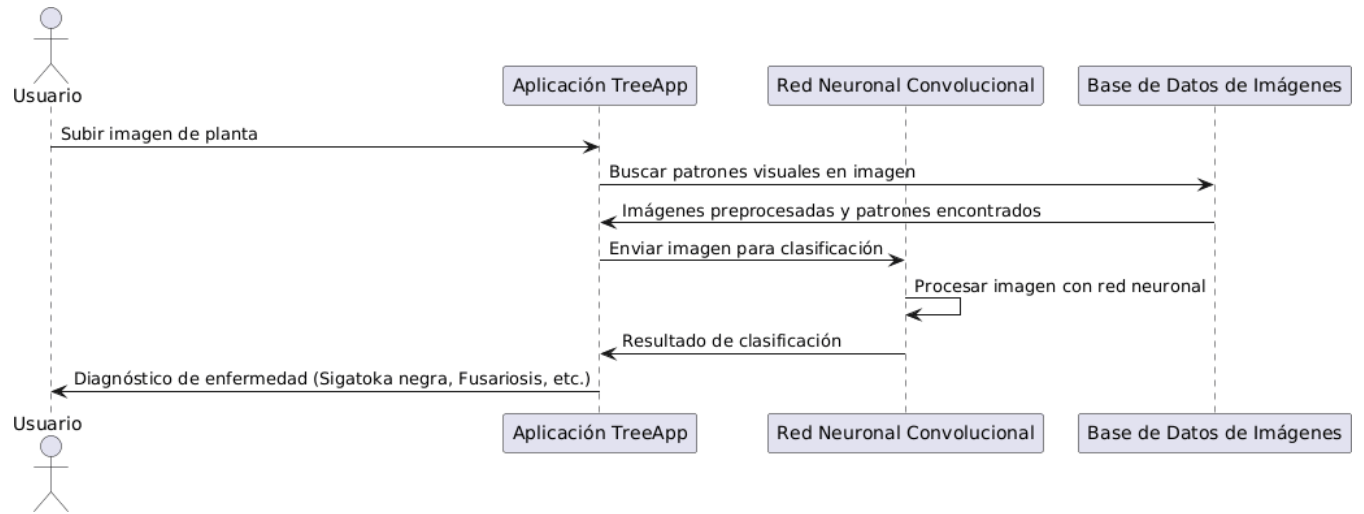 Usuario
Aplicación TreeApp
Red Neuronal Convolucional
Base de Datos de Imágenes
Subir imagen de planta
Buscar patrones visuales en imagen
Imágenes preprocesadas y patrones encontrados
Enviar imagen para clasificación
Procesar imagen con red neuronal
Resultado de clasificación
Diagnóstico de enfermedad (Sigatoka negra, Fusariosis, etc.)
Usuario
Aplicación TreeApp
Red Neuronal Convolucional
Base de Datos de Imágenes